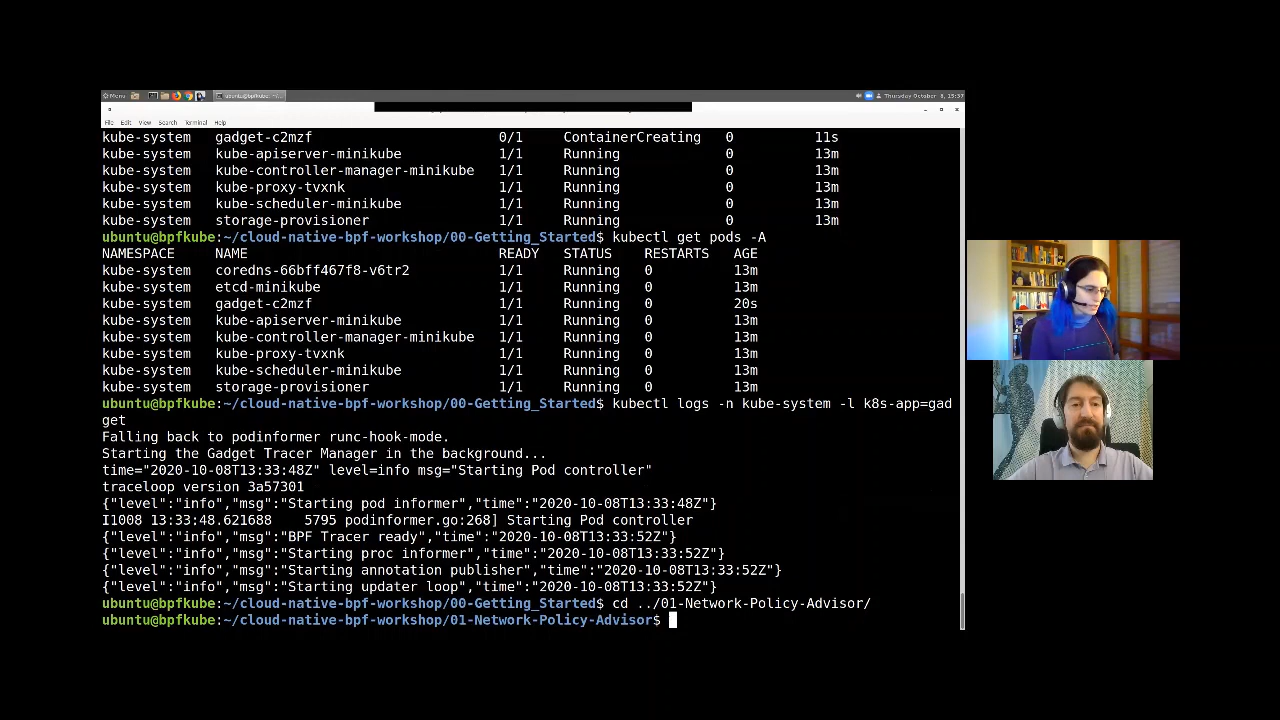 Menu
ubuntu@bpfkube: ~/...
Thursday October 8, 15:37
File Edit View Search Terminal Help
kube-system gadget-c2mzf 0/1 ContainerCreating 0 11s
kube-system kube-apiserver-minikube 1/1 Running 0 13m
kube-system kube-controller-manager-minikube 1/1 Running 0 13m
kube-system kube-proxy-tvxnk 1/1 Running 0 13m
kube-system kube-scheduler-minikube 1/1 Running 0 13m
kube-system storage-provisioner 1/1 Running 0 13m
ubuntu@bpfkube:~/cloud-native-bpf-workshop/00-Getting_Started$ kubectl get pods -A
NAMESPACE NAME READY STATUS RESTARTS AGE
kube-system coredns-66bff467f8-v6tr2 1/1 Running 0 13m
kube-system etcd-minikube 1/1 Running 0 13m
kube-system gadget-c2mzf 1/1 Running 0 20s
kube-system kube-apiserver-minikube 1/1 Running 0 13m
kube-system kube-controller-manager-minikube 1/1 Running 0 13m
kube-system kube-proxy-tvxnk 1/1 Running 0 13m
kube-system kube-scheduler-minikube 1/1 Running 0 13m
kube-system storage-provisioner 1/1 Running 0 13m
ubuntu@bpfkube:~/cloud-native-bpf-workshop/00-Getting_Started$ kubectl logs -n kube-system -l k8s-app=gad
get
Falling back to podinformer runc-hook-mode.
Starting the Gadget Tracer Manager in the background...
time="2020-10-08T13:33:48Z" level=info msg="Starting Pod controller"
traceloop version 3a57301
{"level":"info","msg":"Starting pod informer","time":"2020-10-08T13:33:48Z"}
I1008 13:33:48.621688 5795 podinformer.go:268] Starting Pod controller
{"level":"info","msg":"BPF Tracer ready","time":"2020-10-08T13:33:52Z"}
{"level":"info","msg":"Starting proc informer","time":"2020-10-08T13:33:52Z"}
{"level":"info","msg":"Starting annotation publisher","time":"2020-10-08T13:33:52Z"}
{"level":"info","msg":"Starting updater loop","time":"2020-10-08T13:33:52Z"}
ubuntu@bpfkube:~/cloud-native-bpf-workshop/00-Getting_Started$ cd ../01-Network-Policy-Advisor/
ubuntu@bpfkube:~/cloud-native-bpf-workshop/01-Network-Policy-Advisor$